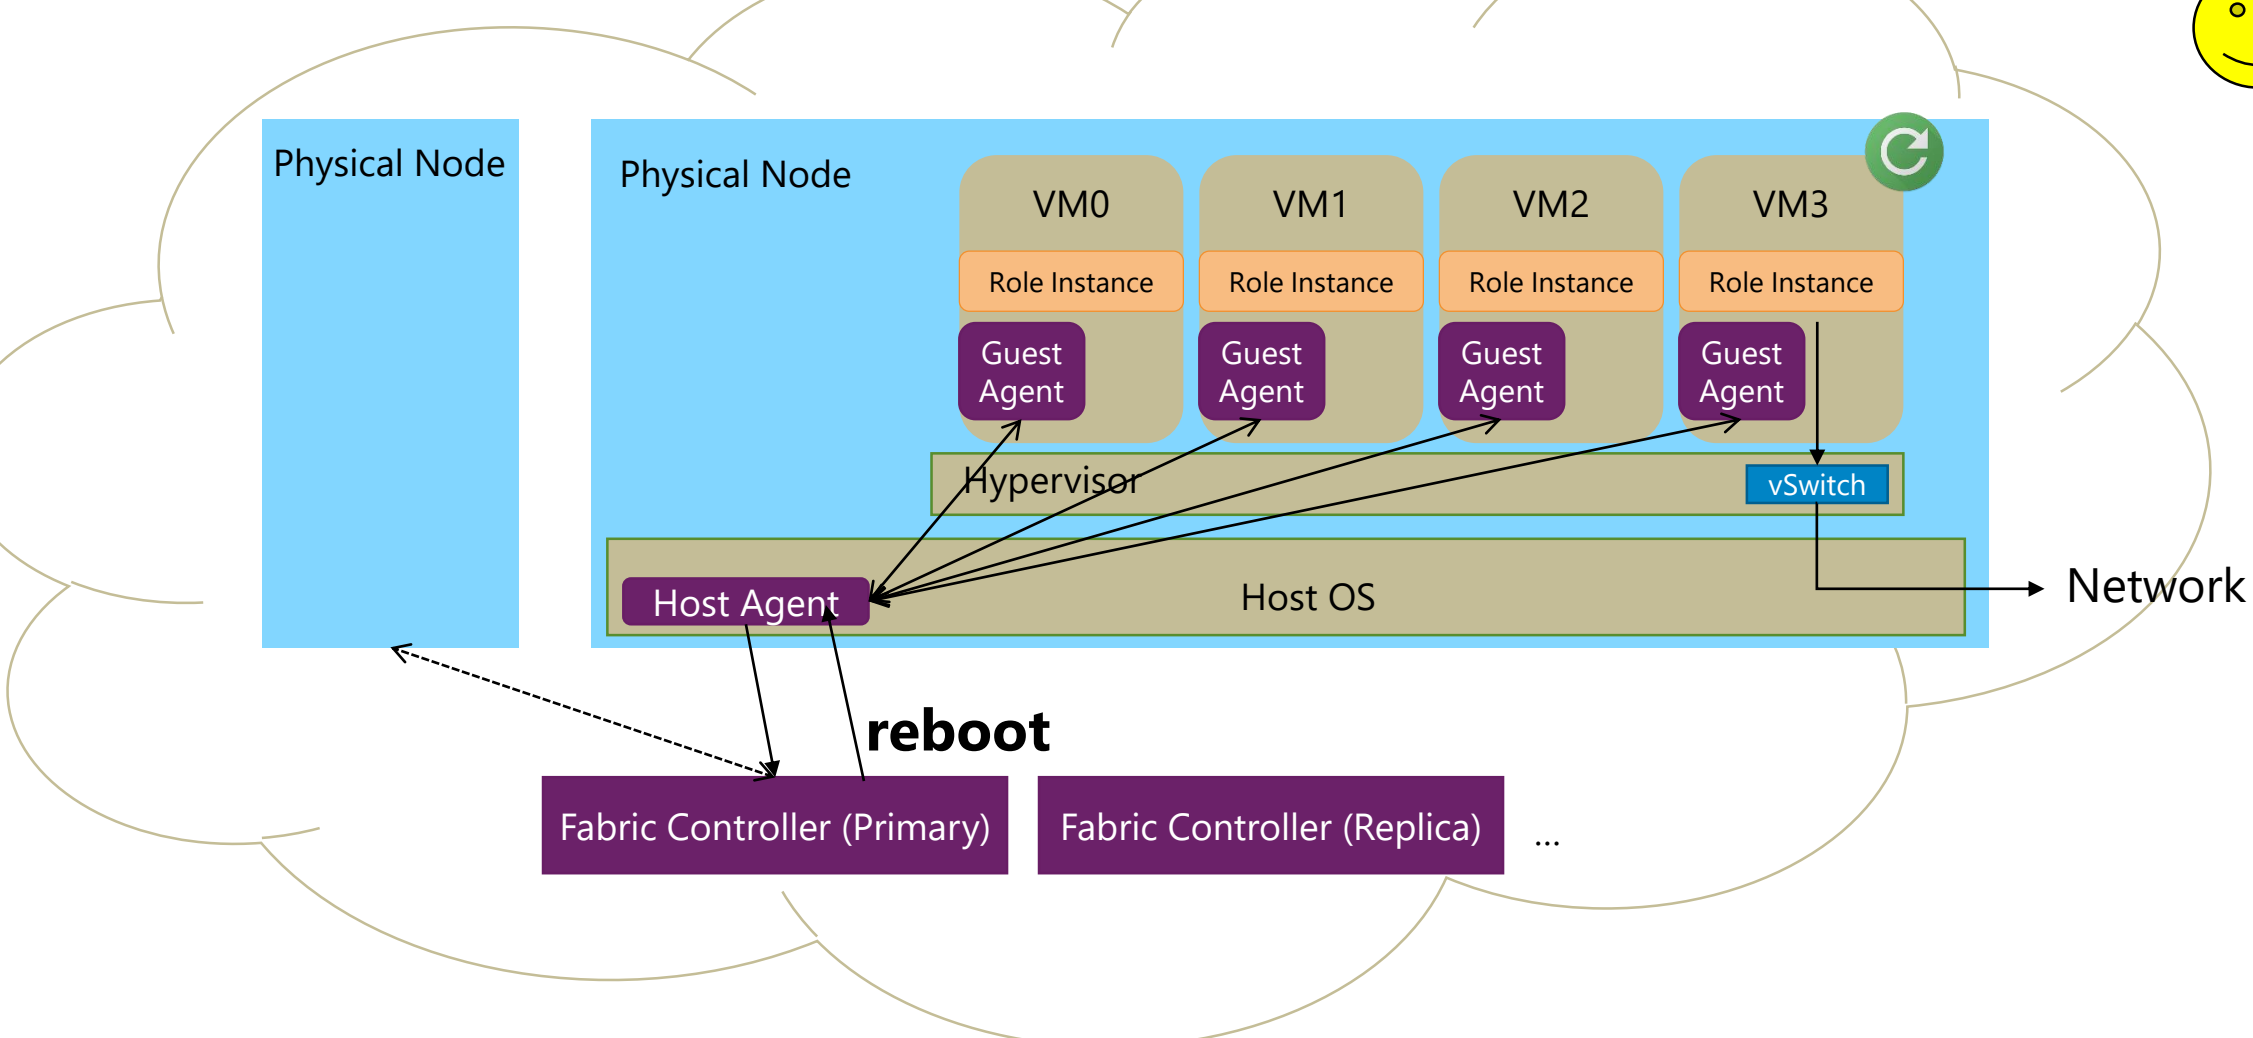 Physical Node
Physical Node
VM0
VM1
VM2
VM3
Role Instance
Role Instance
Role Instance
Role Instance
Guest
Agent
Guest
Agent
Guest
Agent
Guest
Agent
Hypervisor
vSwitch
Host Agent
Host OS
Network
reboot
Fabric Controller (Primary)
Fabric Controller (Replica)
...